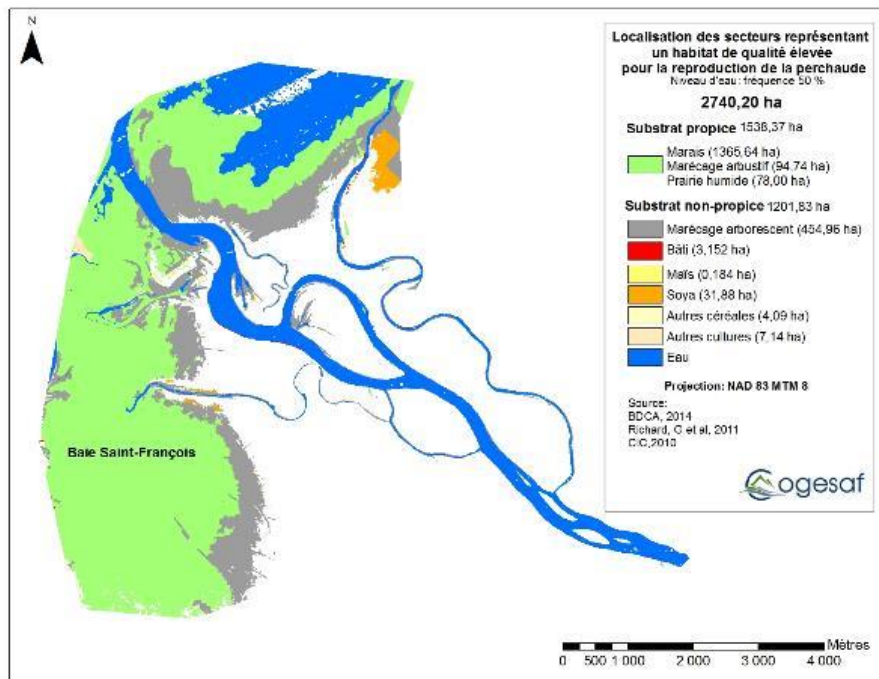 N
Localisation des secteurs représentant
un habitat de qualité élevée
pour la reproduction de la perchaude
Niveau d'eau: fréquence 50 %
2740,20 ha
Substrat propice 1538,37 ha
Marais (1365,64 ha)
Marécage arbustif (94,74 ha)
Prairie humide (78,00 ha)
Substrat non-propice 1201,83 ha
Marécage arborescent (454,96 ha)
Bâti (3,152 ha)
Maïs (0,184 ha)
Soya (31,88 ha)
Autres céréales (4,09 ha)
Autres cultures (7,14 ha)
Eau
Projection: NAD 83 MTM 8
Source:
BDCA, 2014
Richard, G et al, 2011
CIC,2010
Cogesaf
Baie Saint-François
Mètres
0 500 1 000 2 000 3 000 4 000